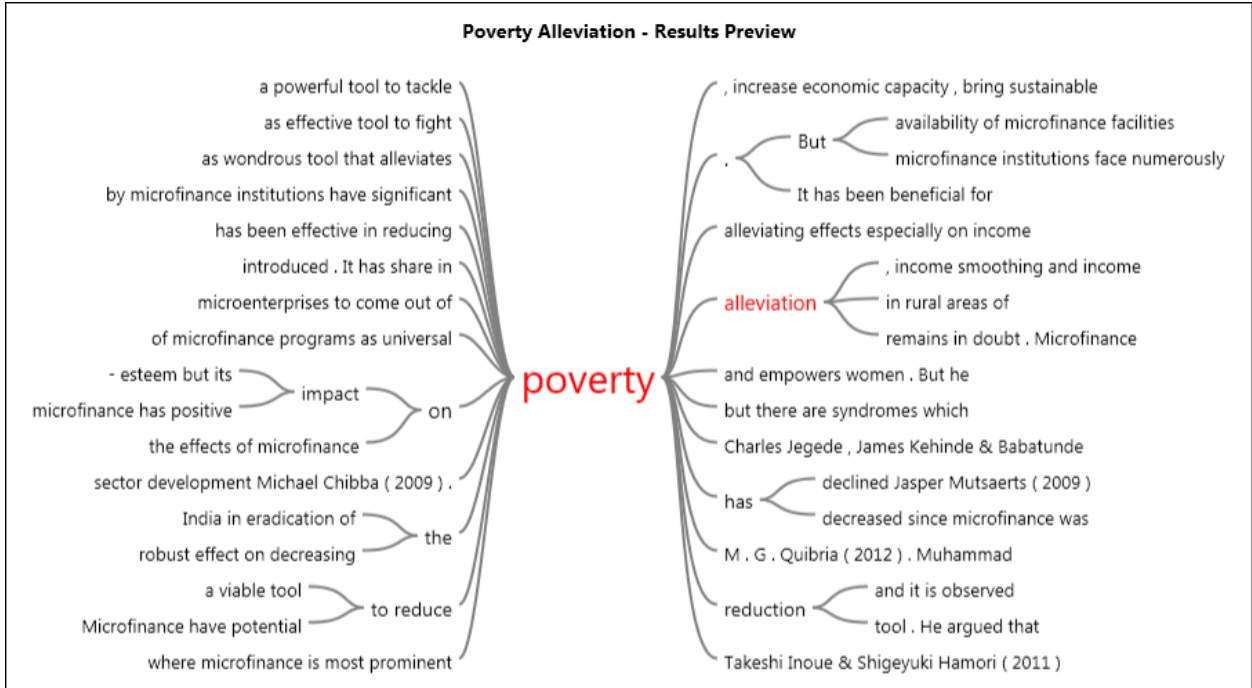 Poverty Alleviation - Results Preview
a powerful tool to tackle
as effective tool to fight
as wondrous tool that alleviates
by microfinance institutions have significant
has been effective in reducing
introduced . It has share in
microenterprises to come out of
of microfinance programs as universal
- esteem but its
microfinance has positive
impact
the effects of microfinance
on
sector development Michael Chibba ( 2009 ) .
India in eradication of
robust effect on decreasing
the
a viable tool
Microfinance have potential
to reduce
where microfinance is most prominent
poverty
, increase economic capacity , bring sustainable
.
But
availability of microfinance facilities
microfinance institutions face numerously
It has been beneficial for
alleviating effects especially on income
alleviation
, income smoothing and income
in rural areas of
remains in doubt . Microfinance
and empowers women . But he
but there are syndromes which
Charles Jegede , James Kehinde & Babatunde
has
declined Jasper Mutsaerts ( 2009 )
decreased since microfinance was
M . G . Quibria ( 2012 ) . Muhammad
reduction
and it is observed
tool . He argued that
Takeshi Inoue & Shigeyuki Hamori ( 2011 )